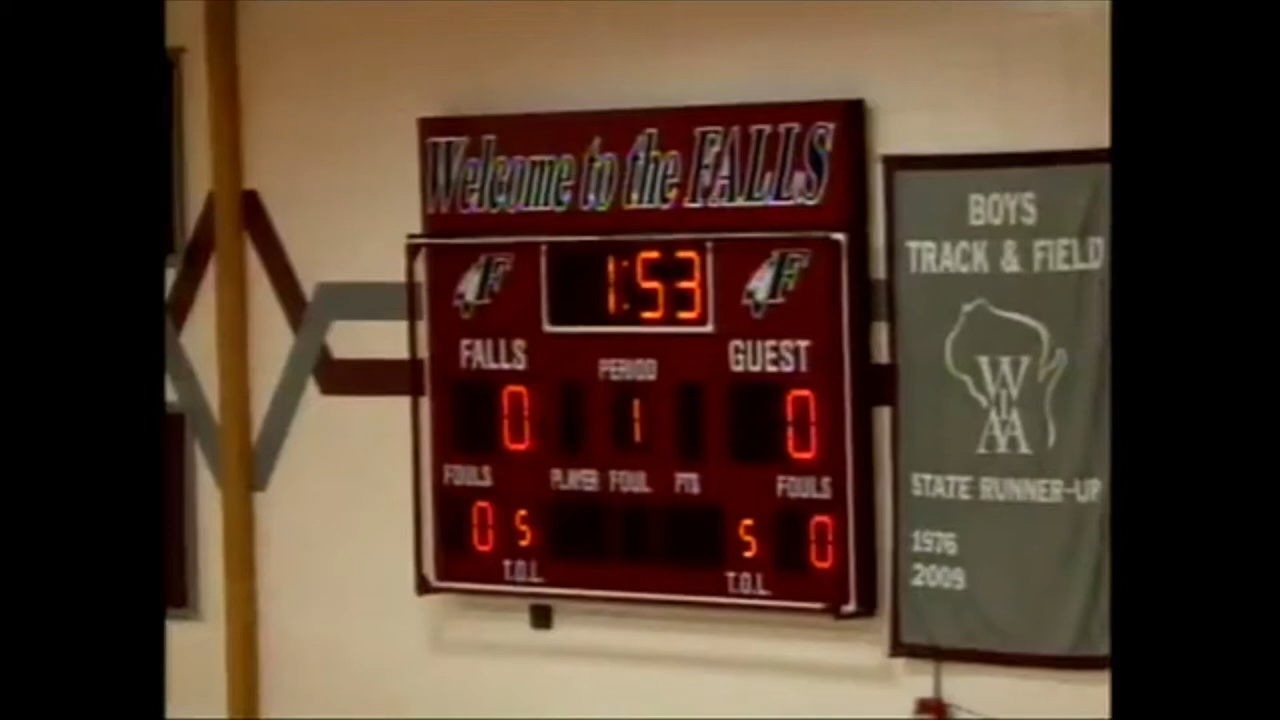 Welcome to the FALLS
F 1:53 F
FALLS GUEST
PERIOD
0 1 0
FOULS PLAYER FOUL PTS FOULS
0 5 5 0
T.O.L. T.O.L.
BOYS
TRACK & FIELD
WIAA
STATE RUNNER-UP
1976
2009